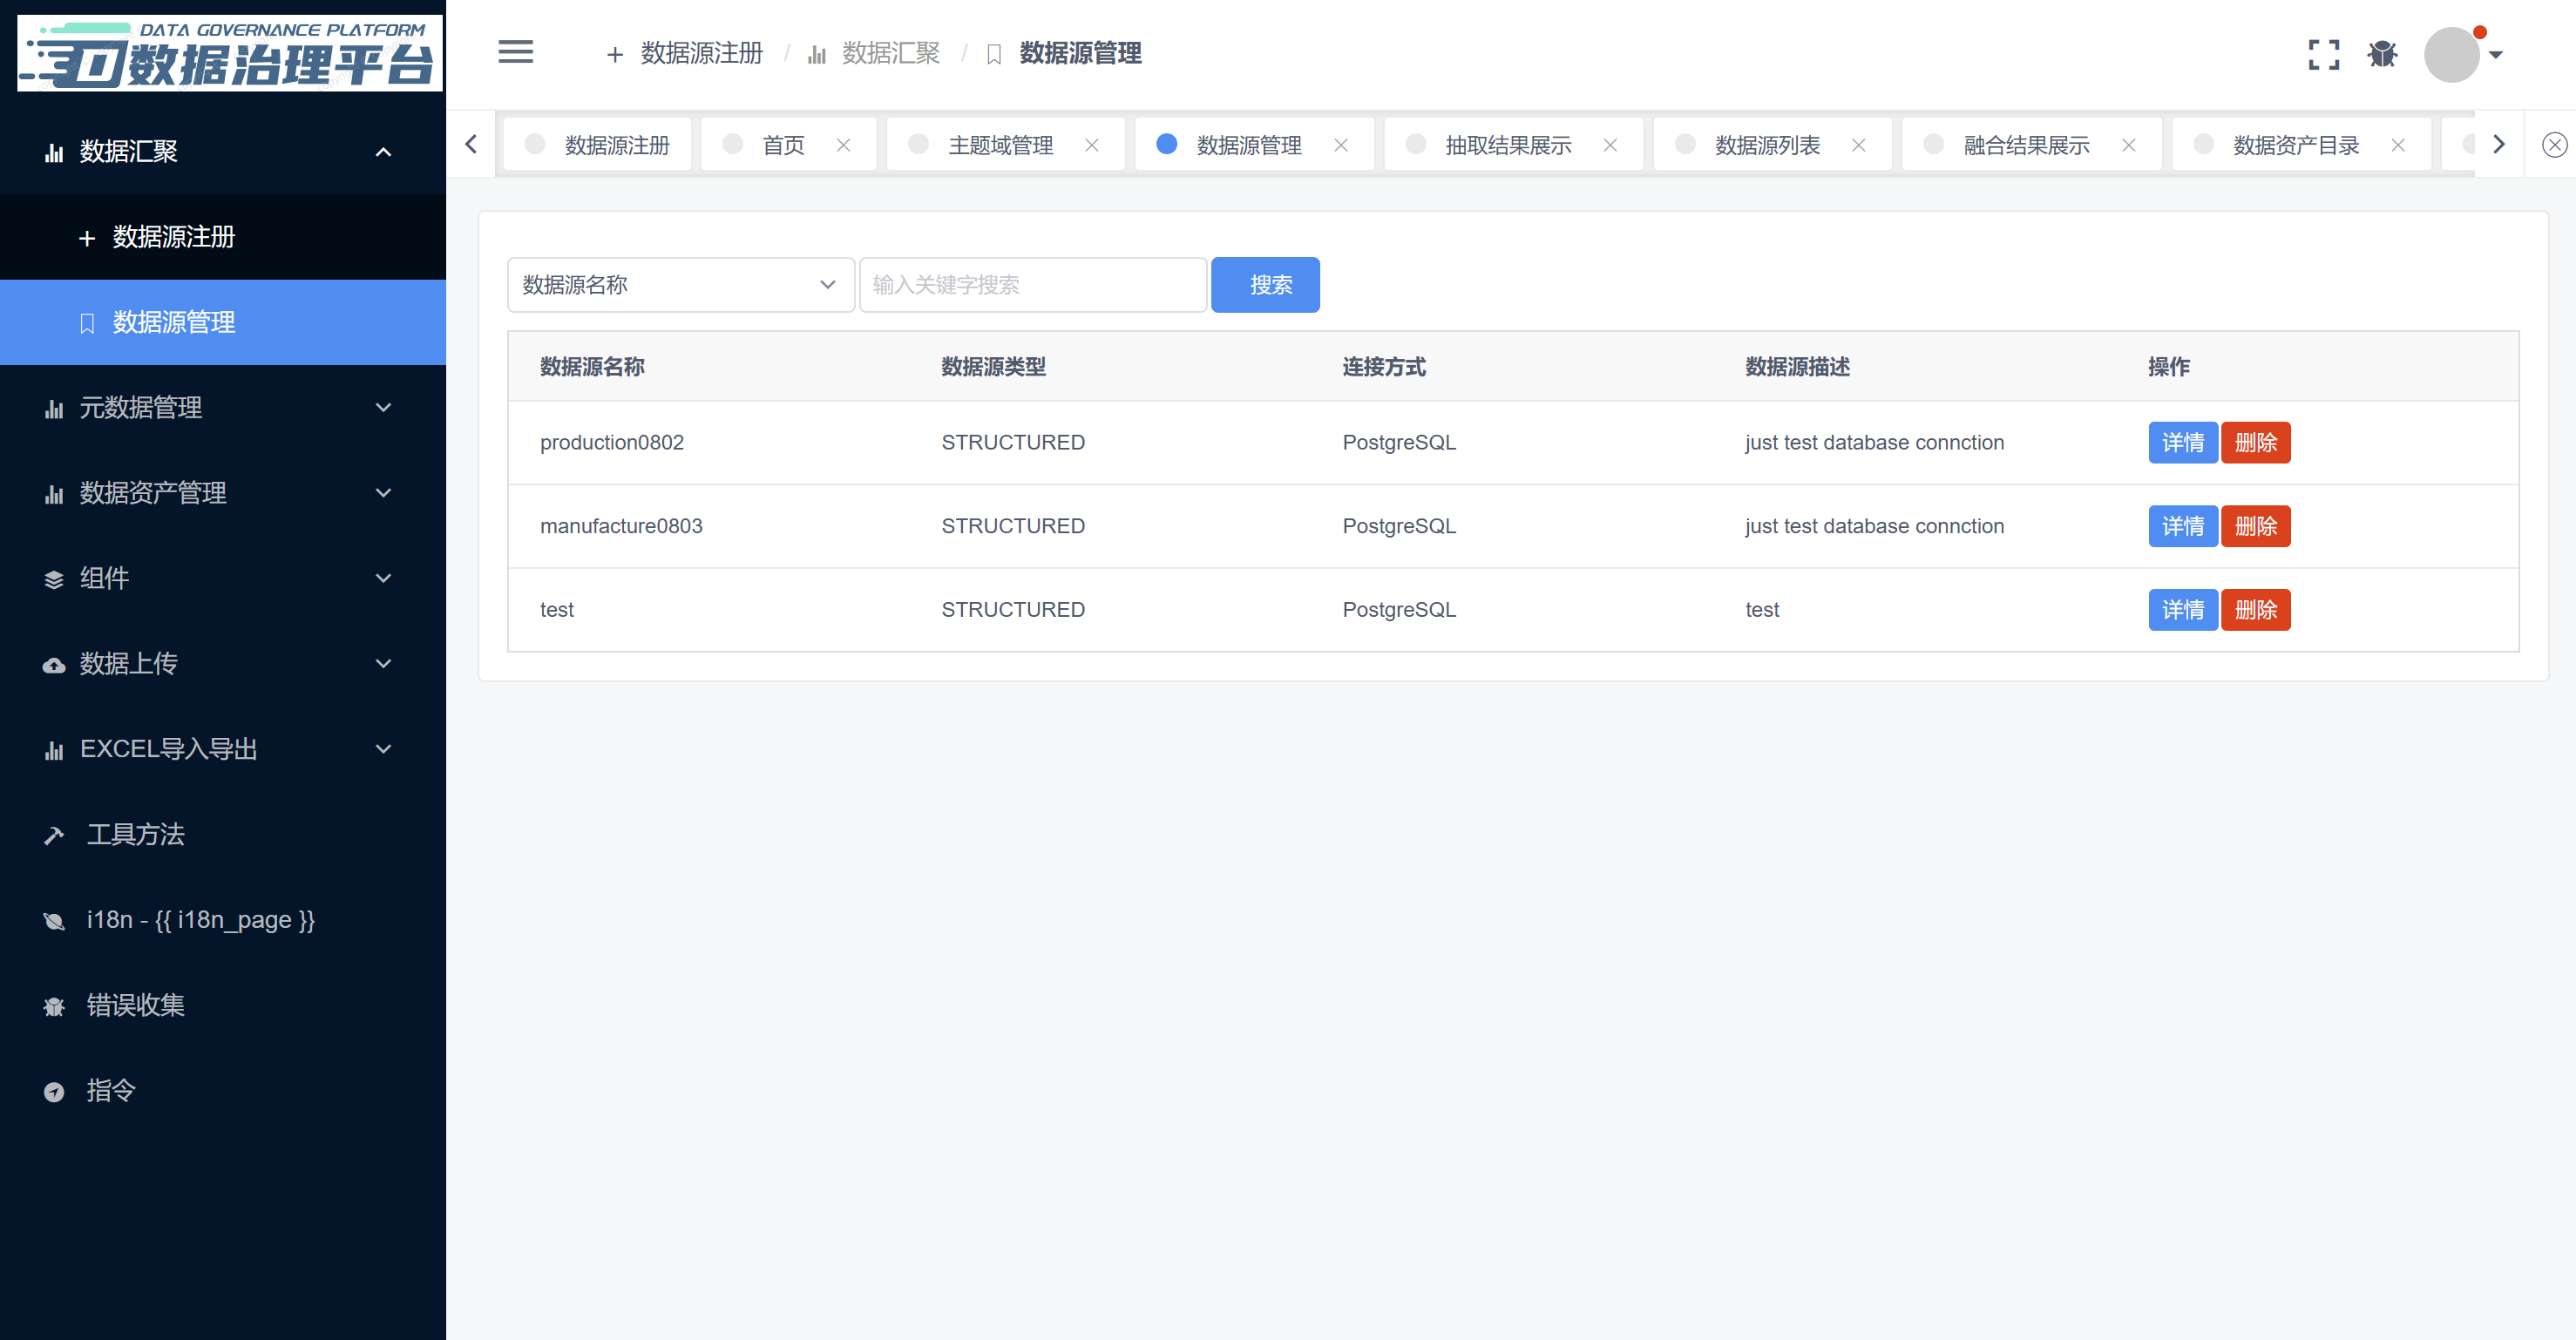 DATA GOVERNANCE PLATFORM
数据治理平台
数据汇聚
数据源注册
数据源管理
元数据管理
数据资产管理
组件
数据上传
EXCEL导入导出
工具方法
i18n - {{ i18n_page }}
错误收集
指令
数据源注册 / 数据汇聚 / 数据源管理
数据源注册 首页 主题域管理 数据源管理 抽取结果展示 数据源列表 融合结果展示 数据资产目录
数据源名称 输入关键字搜索 搜索
数据源名称 数据源类型 连接方式 数据源描述 操作
production0802 STRUCTURED PostgreSQL just test database connction 详情 删除
manufacture0803 STRUCTURED PostgreSQL just test database connction 详情 删除
test STRUCTURED PostgreSQL test 详情 删除